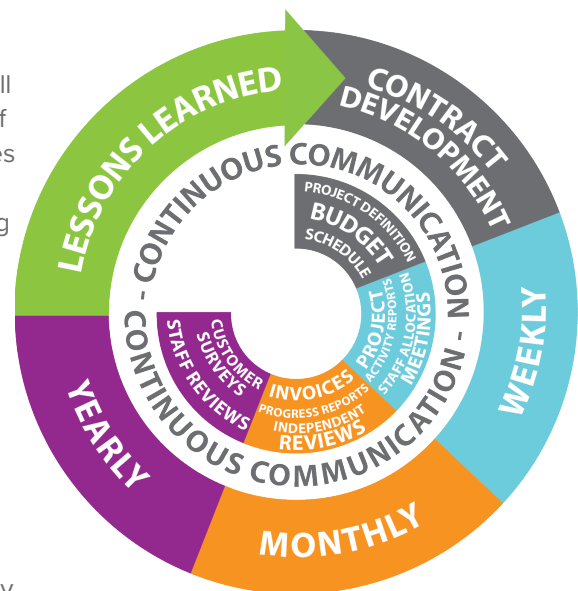 LESSONS LEARNED
CONTRACT
DEVELOPMENT
WEEKLY
MONTHLY
YEARLY
- CONTINUOUS COMMUNICATION -
CONTINUOUS COMMUNICATION
PROJECT DEFINITION
BUDGET
SCHEDULE
PROJECT
ACTIVITY REPORTS
STAFF ALLOCATION
MEETINGS
INVOICES
PROGRESS REPORTS
INDEPENDENT
REVIEWS
CUSTOMER
SURVEYS
STAFF REVIEWS